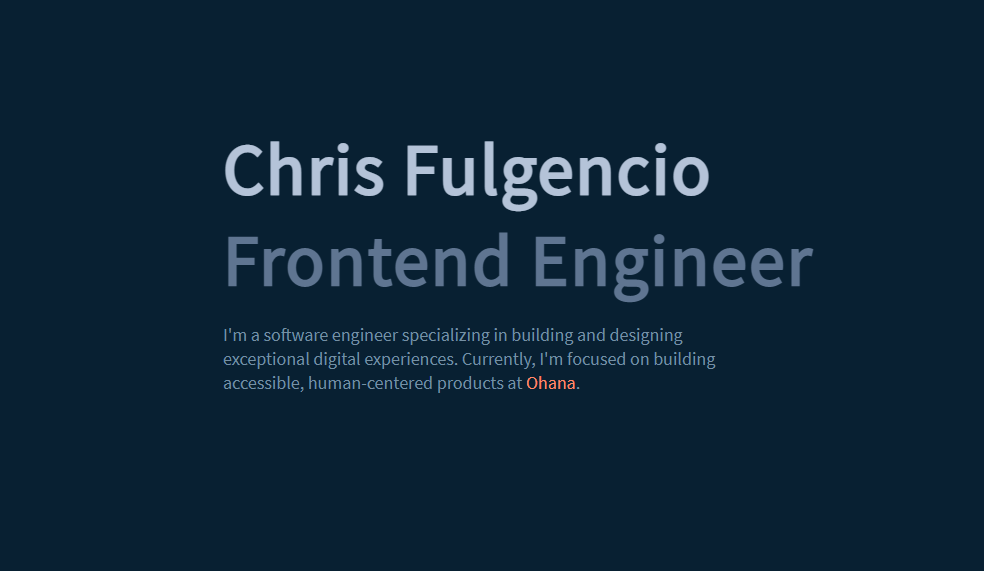 Chris Fulgencio
Frontend Engineer
I'm a software engineer specializing in building and designing
exceptional digital experiences. Currently, I'm focused on building
accessible, human-centered products at Ohana.